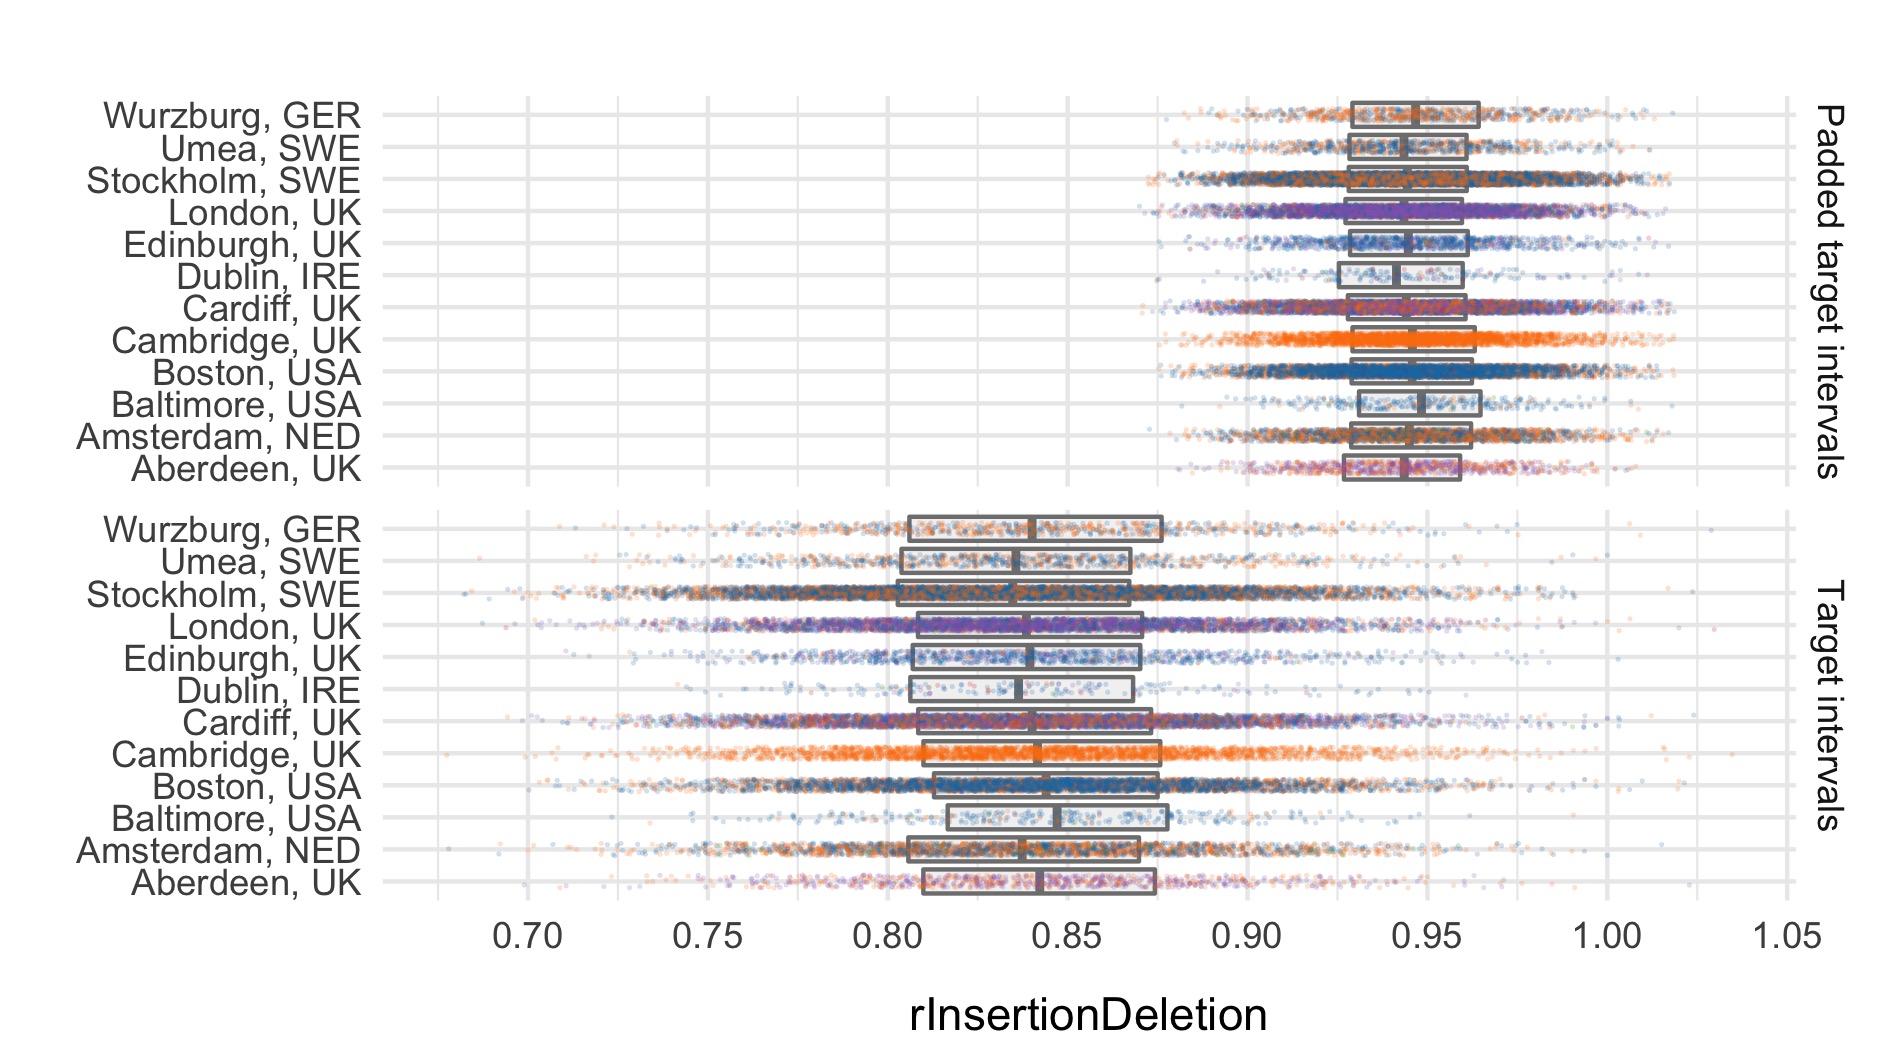 Wurzburg, GER
Umea, SWE
Stockholm, SWE
London, UK
Edinburgh, UK
Dublin, IRE
Cardiff, UK
Cambridge, UK
Boston, USA
Baltimore, USA
Amsterdam, NED
Aberdeen, UK
Padded target intervals
Wurzburg, GER
Umea, SWE
Stockholm, SWE
London, UK
Edinburgh, UK
Dublin, IRE
Cardiff, UK
Cambridge, UK
Boston, USA
Baltimore, USA
Amsterdam, NED
Aberdeen, UK
Target intervals
0.70 0.75 0.80 0.85 0.90 0.95 1.00 1.05
rInsertionDeletion